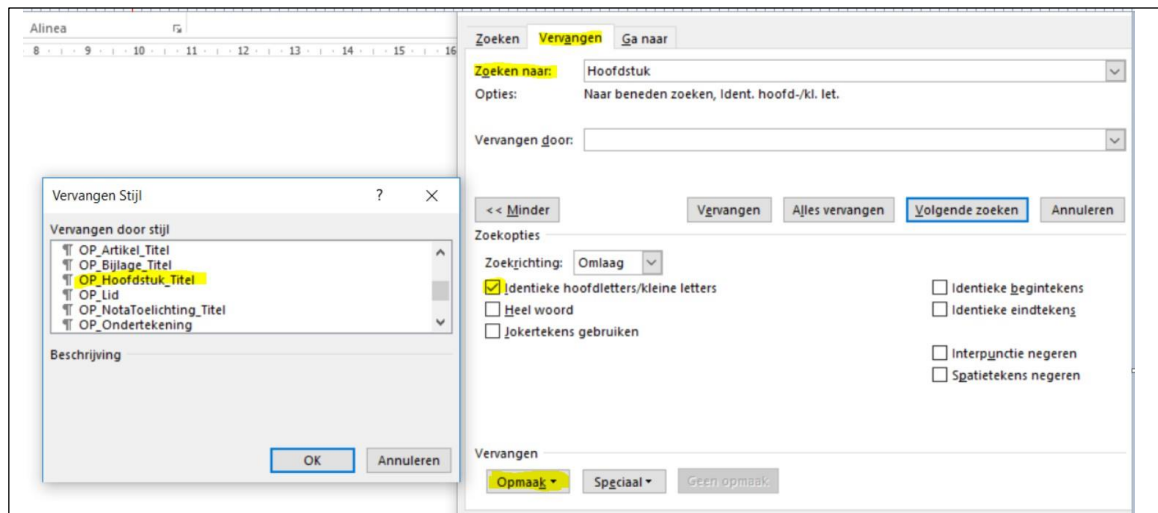 Alinea
8 · 9 · 10 · 11 · 12 · 13 · 14 · 15 · 16
Zoeken Vervangen Ga naar
Zoeken naar: Hoofdstuk
Opties: Naar beneden zoeken, Ident. hoofd-/kl. let.
Vervangen door:
<< Minder Vervangen Alles vervangen Volgende zoeken Annuleren
Zoekopties
Zoekrichting: Omlaag
Identieke hoofdletters/kleine letters
Heel woord
Jokertekens gebruiken
Identieke begintekens
Identieke eindtekens
Interpunctie negeren
Spatietekens negeren
Vervangen
Opmaak Speciaal Geen opmaak
Vervangen Stijl ? ×
Vervangen door stijl
¶ OP_Artikel_Titel
¶ OP_Bijlage_Titel
¶ OP_Hoofdstuk_Titel
¶ OP_Lid
¶ OP_NotaToelichting_Titel
¶ OP_Ondertekening
Beschrijving
OK Annuleren